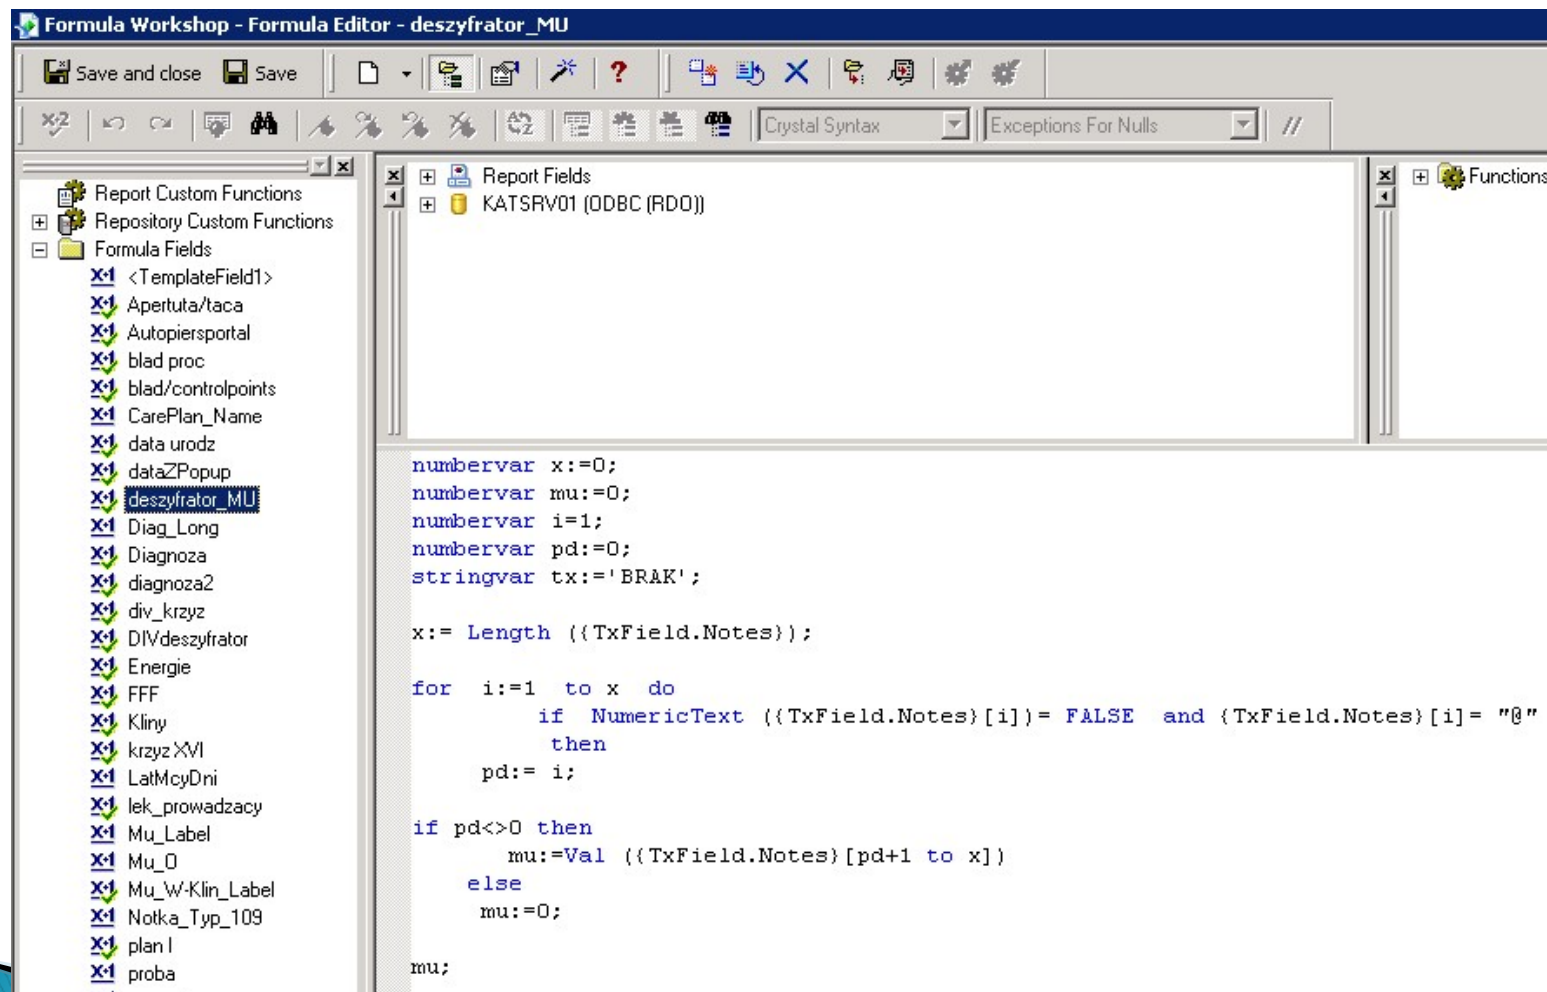 Formula Workshop - Formula Editor - deszyfrator_MU
Save and close Save
Crystal Syntax Exceptions For Nulls //
Report Custom Functions
Repository Custom Functions
Formula Fields
<TemplateField1>
Apertuta/taca
Autopiersportal
blad proc
blad/controlpoints
CarePlan_Name
data urodz
dataZPopup
deszyfrator_MU
Diag_Long
Diagnoza
diagnoza2
div_krzyz
DIVdeszyfrator
Energie
FFF
Kliny
krzyz XVI
LatMcyDni
lek_prowadzacy
Mu_Label
Mu_O
Mu_W-Klin_Label
Notka_Typ_109
plan I
proba
Report Fields
KATSRV01 (ODBC (RDO))
Functions
numbervar x:=0;
numbervar mu:=0;
numbervar i=1;
numbervar pd:=0;
stringvar tx:='BRAK';
x:= Length ({TxField.Notes});
for i:=1 to x do
if NumericText ({TxField.Notes}[i])= FALSE and {TxField.Notes}[i]= "@"
then
pd:= i;
if pd<>0 then
mu:=Val ({TxField.Notes}[pd+1 to x])
else
mu:=0;
mu;